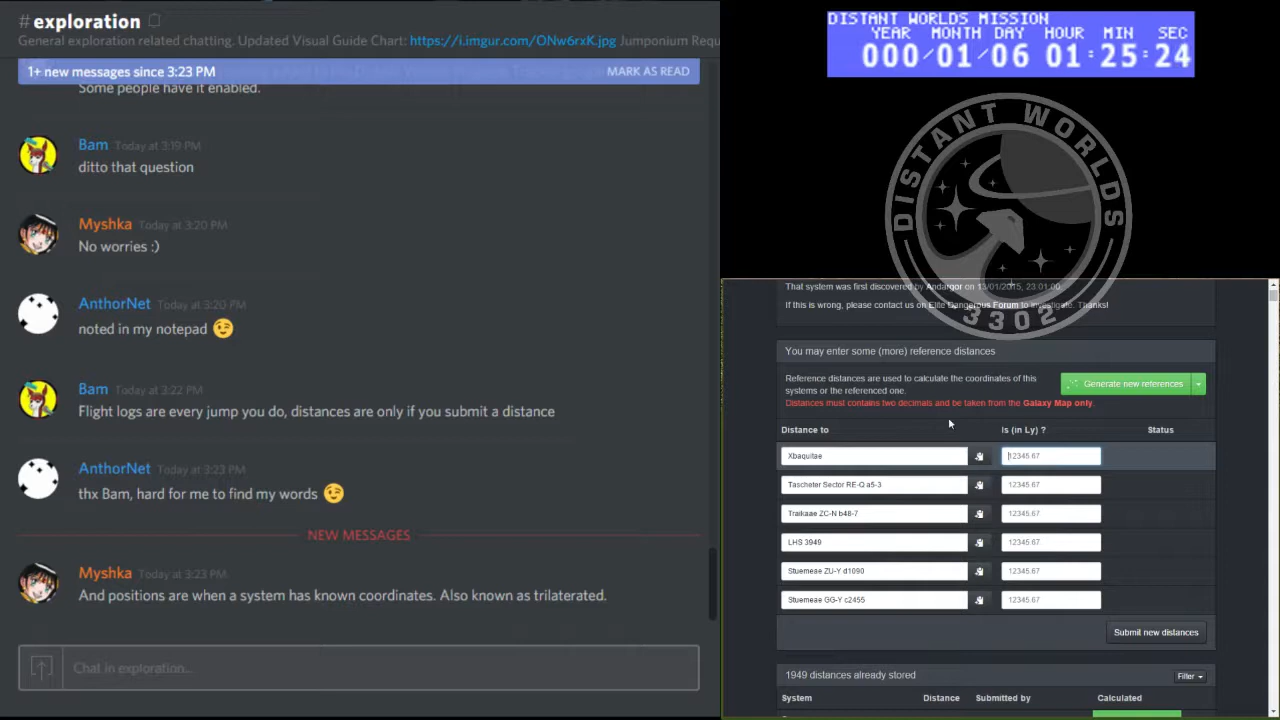 #exploration
General exploration related chatting. Updated Visual Guide Chart: https://i.imgur.com/ONw6rxK.jpg Jumponium Requ
1+ new messages since 3:23 PM MARK AS READ
Some people have it enabled.
Bam Today at 3:19 PM
ditto that question
Myshka Today at 3:20 PM
No worries :)
AnthorNet Today at 3:20 PM
noted in my notepad 😉
Bam Today at 3:22 PM
Flight logs are every jump you do, distances are only if you submit a distance
AnthorNet Today at 3:23 PM
thx Bam, hard for me to find my words 😉
NEW MESSAGES
Myshka Today at 3:23 PM
And positions are when a system has known coordinates. Also known as trilaterated.
Chat in exploration...
DISTANT WORLDS MISSION
YEAR MONTH DAY HOUR MIN SEC
000/01/06 01:25:24
DISTANT WORLDS
3302
That system was first discovered by Andargor on 13/01/2015, 23:01:00.
If this is wrong, please contact us on Elite Dangerous Forum to investigate. Thanks!
You may enter some (more) reference distances
Reference distances are used to calculate the coordinates of this
systems or the referenced one.
Distances must contains two decimals and be taken from the Galaxy Map only.
Generate new references
Distance to Is (in Ly) ? Status
Xbaquitae 12345.67
Tascheter Sector RE-Q a5-3 12345.67
Traikaae ZC-N b48-7 12345.67
LHS 3949 12345.67
Stuemeae ZU-Y d1090 12345.67
Stuemeae GG-Y c2455 12345.67
Submit new distances
1949 distances already stored Filter
System Distance Submitted by Calculated